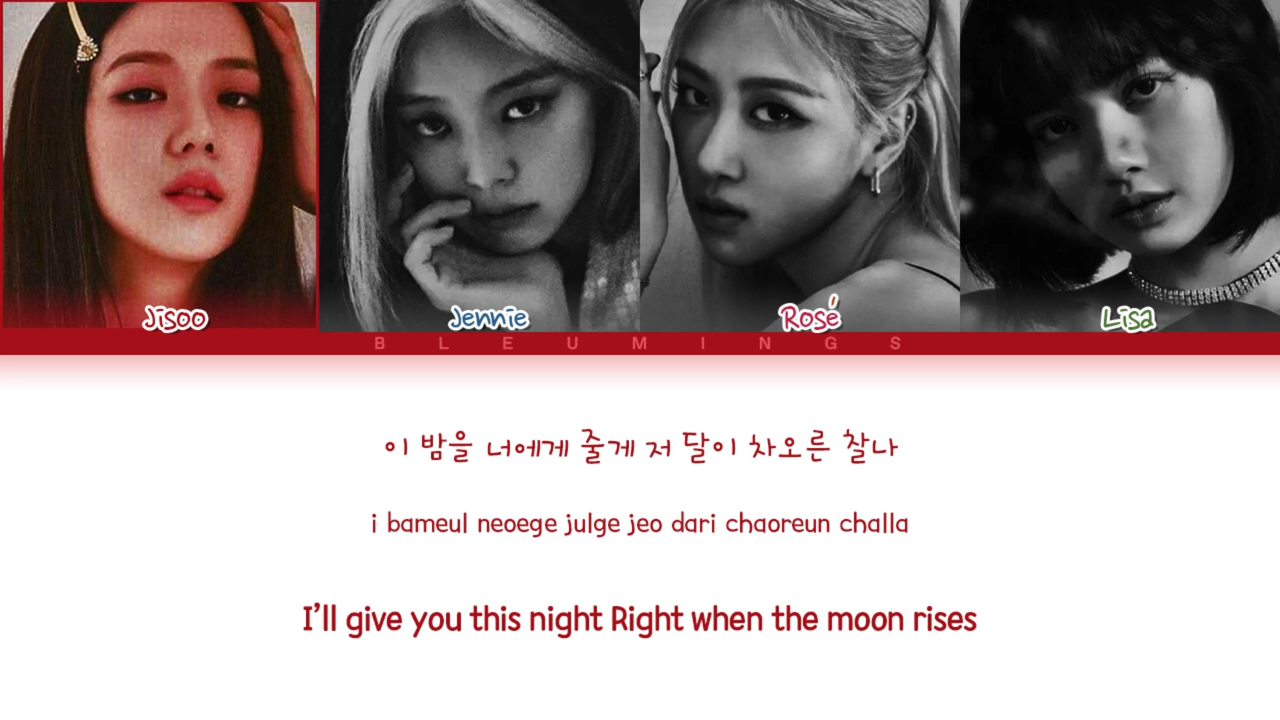 Jisoo
Jennie
Rosé
Lisa
BLEUMINGS
이 밤을 너에게 줄게 저 달이 차오른 찰나
i bameul neoege julge jeo dari chaoreun challa
I’ll give you this night Right when the moon rises